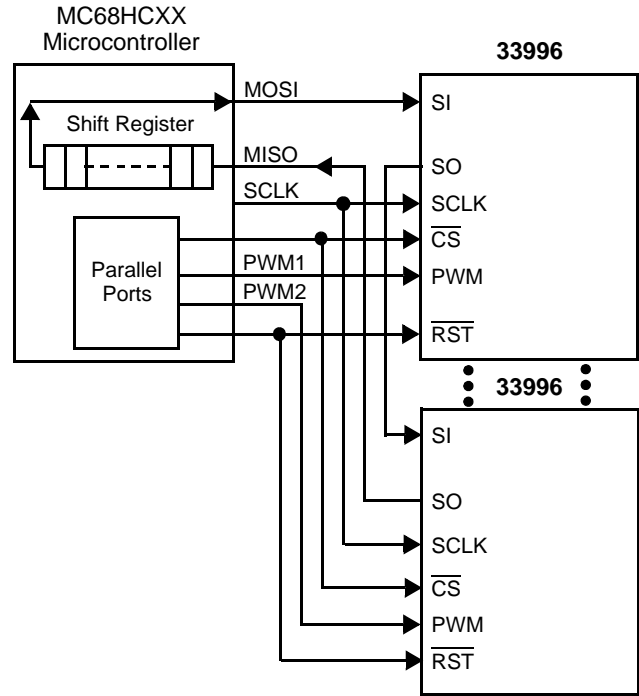 MC68HCXX
Microcontroller
33996
MOSI
SI
Shift Register
MISO
SO
SCLK
SCLK
CS
PWM1
PWM
Parallel
Ports
PWM2
RST
33996
SI
SO
SCLK
CS
PWM
RST